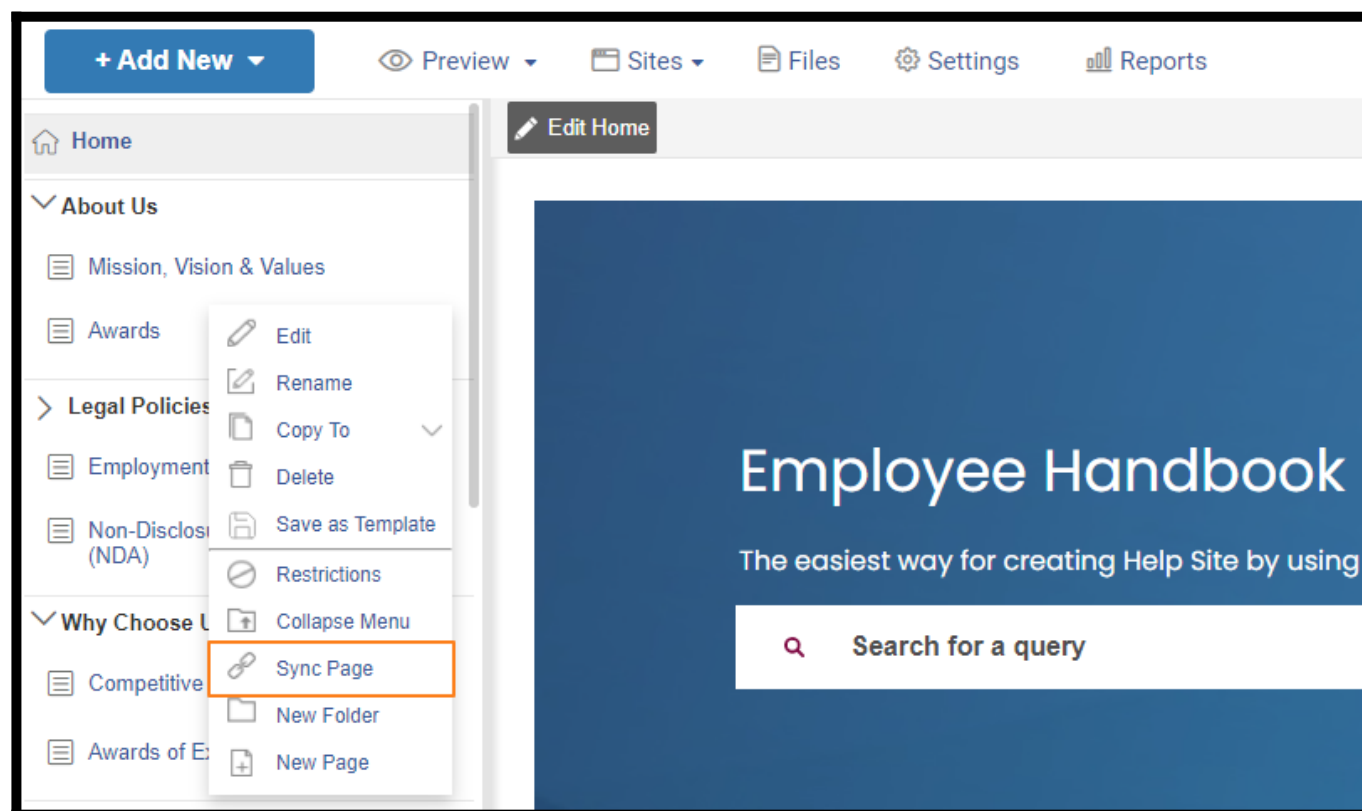 + Add New
Preview
Sites
Files
Settings
Reports
Home
Edit Home
About Us
Mission, Vision & Values
Awards
Legal Policies
Employment
Non-Disclos
(NDA)
Why Choose U
Competitive
Awards of E
Edit
Rename
Copy To
Delete
Save as Template
Restrictions
Collapse Menu
Sync Page
New Folder
New Page
Employee Handbook
The easiest way for creating Help Site by using
Search for a query